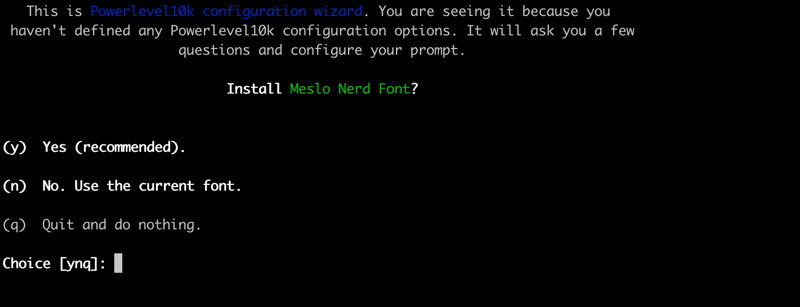 This is Powerlevel10k configuration wizard. You are seeing it because you
haven't defined any Powerlevel10k configuration options. It will ask you a few
questions and configure your prompt.
Install Meslo Nerd Font?
(y) Yes (recommended).
(n) No. Use the current font.
(q) Quit and do nothing.
Choice [ynq]: